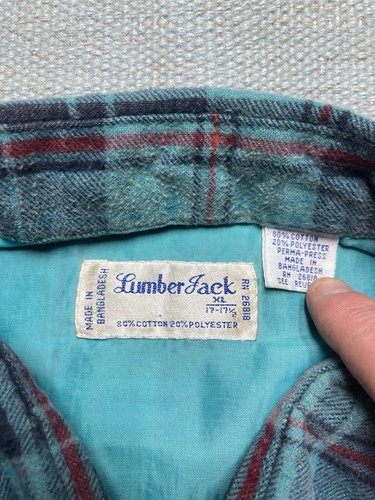 80% COTTON
20% POLYESTER
PERMA-PRESS
MADE IN
BANGLADESH
RN 26818
SEE REV
MADE IN
BANGLADESH
LumberJack
XL
17-17½
RN 26818
80% COTTON 20% POLYESTER